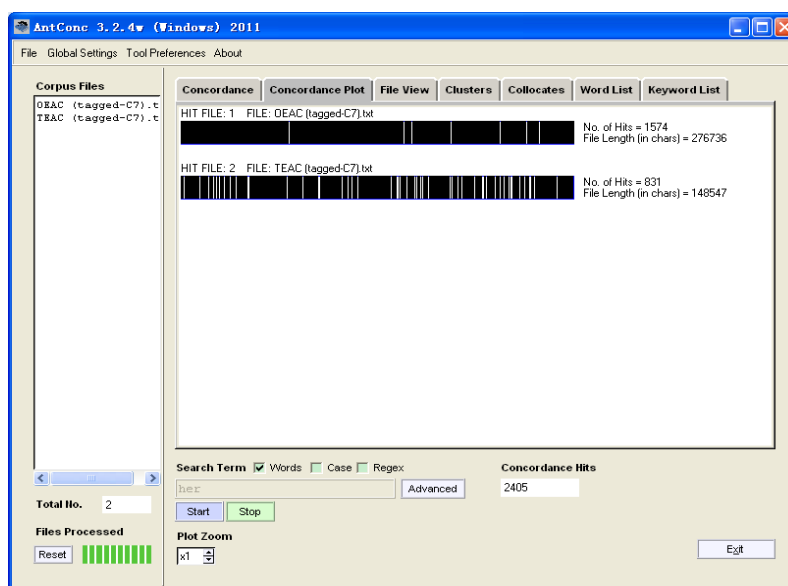 AntConc 3.2.4w (Windows) 2011
File Global Settings Tool Preferences About
Corpus Files
OEAC (tagged-C7).t
TEAC (tagged-C7).t
Concordance Concordance Plot File View Clusters Collocates Word List Keyword List
HIT FILE: 1 FILE: OEAC (tagged-C7).txt
No. of Hits = 1574
File Length (in chars) = 276736
HIT FILE: 2 FILE: TEAC (tagged-C7).txt
No. of Hits = 831
File Length (in chars) = 148547
Search Term Words Case Regex
Concordance Hits
her
Advanced
2405
Total No. 2
Start Stop
Files Processed
Plot Zoom
Reset
x1
Exit